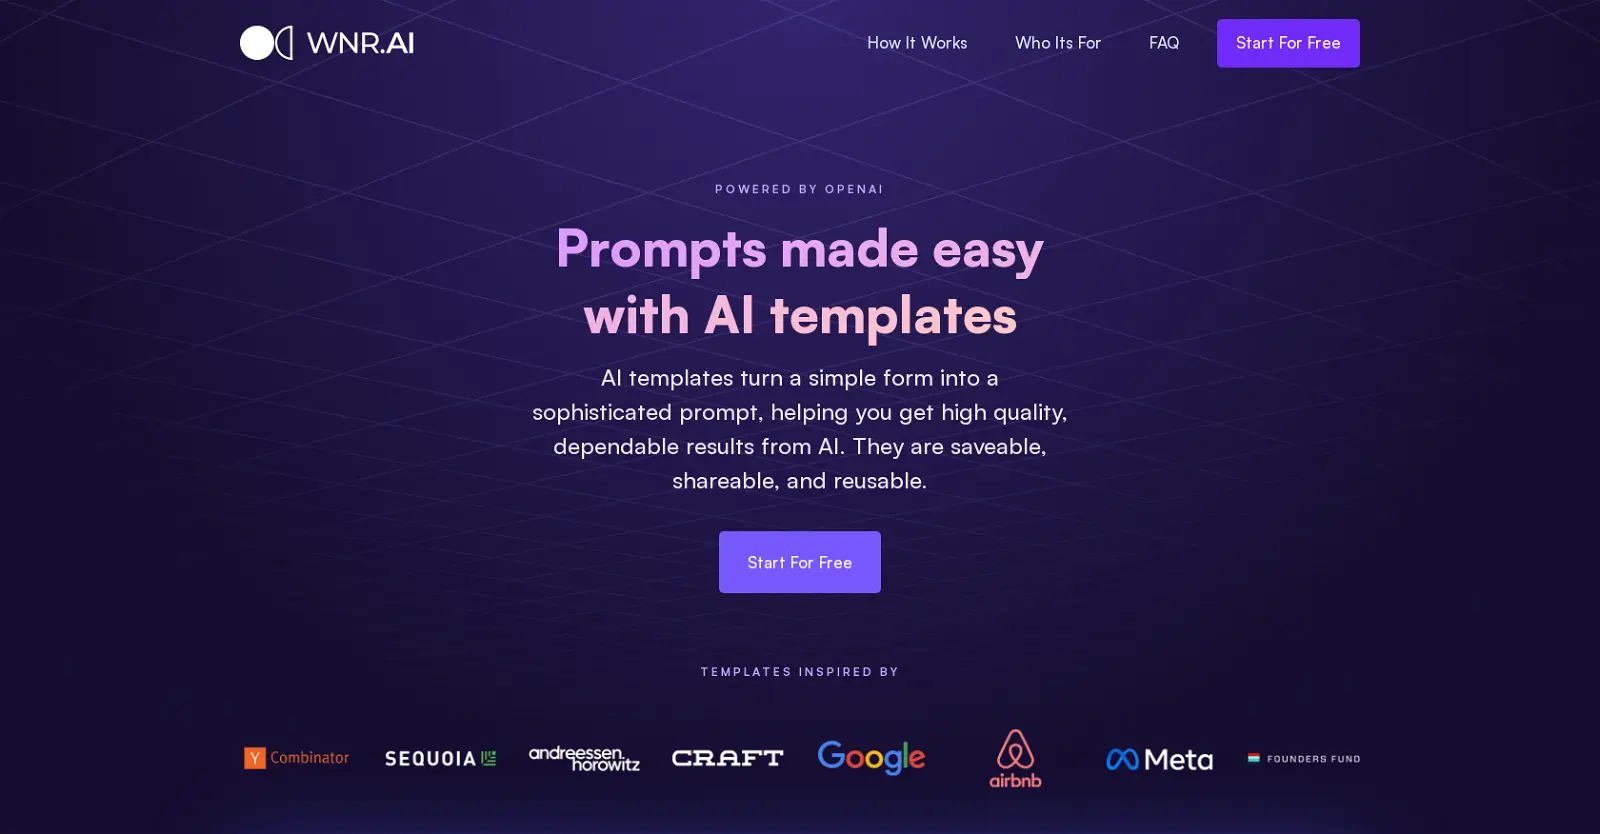 WNR.AI
How It Works
Who Its For
FAQ
Start For Free
POWERED BY OPENAI
Prompts made easy
with AI templates
AI templates turn a simple form into a
sophisticated prompt, helping you get high quality,
dependable results from AI. They are saveable,
shareable, and reusable.
Start For Free
TEMPLATES INSPIRED BY
Y Combinator
SEQUOIA
andreessen.
horowitz
CRAFT
Google
airbnb
Meta
FOUNDERS FUND